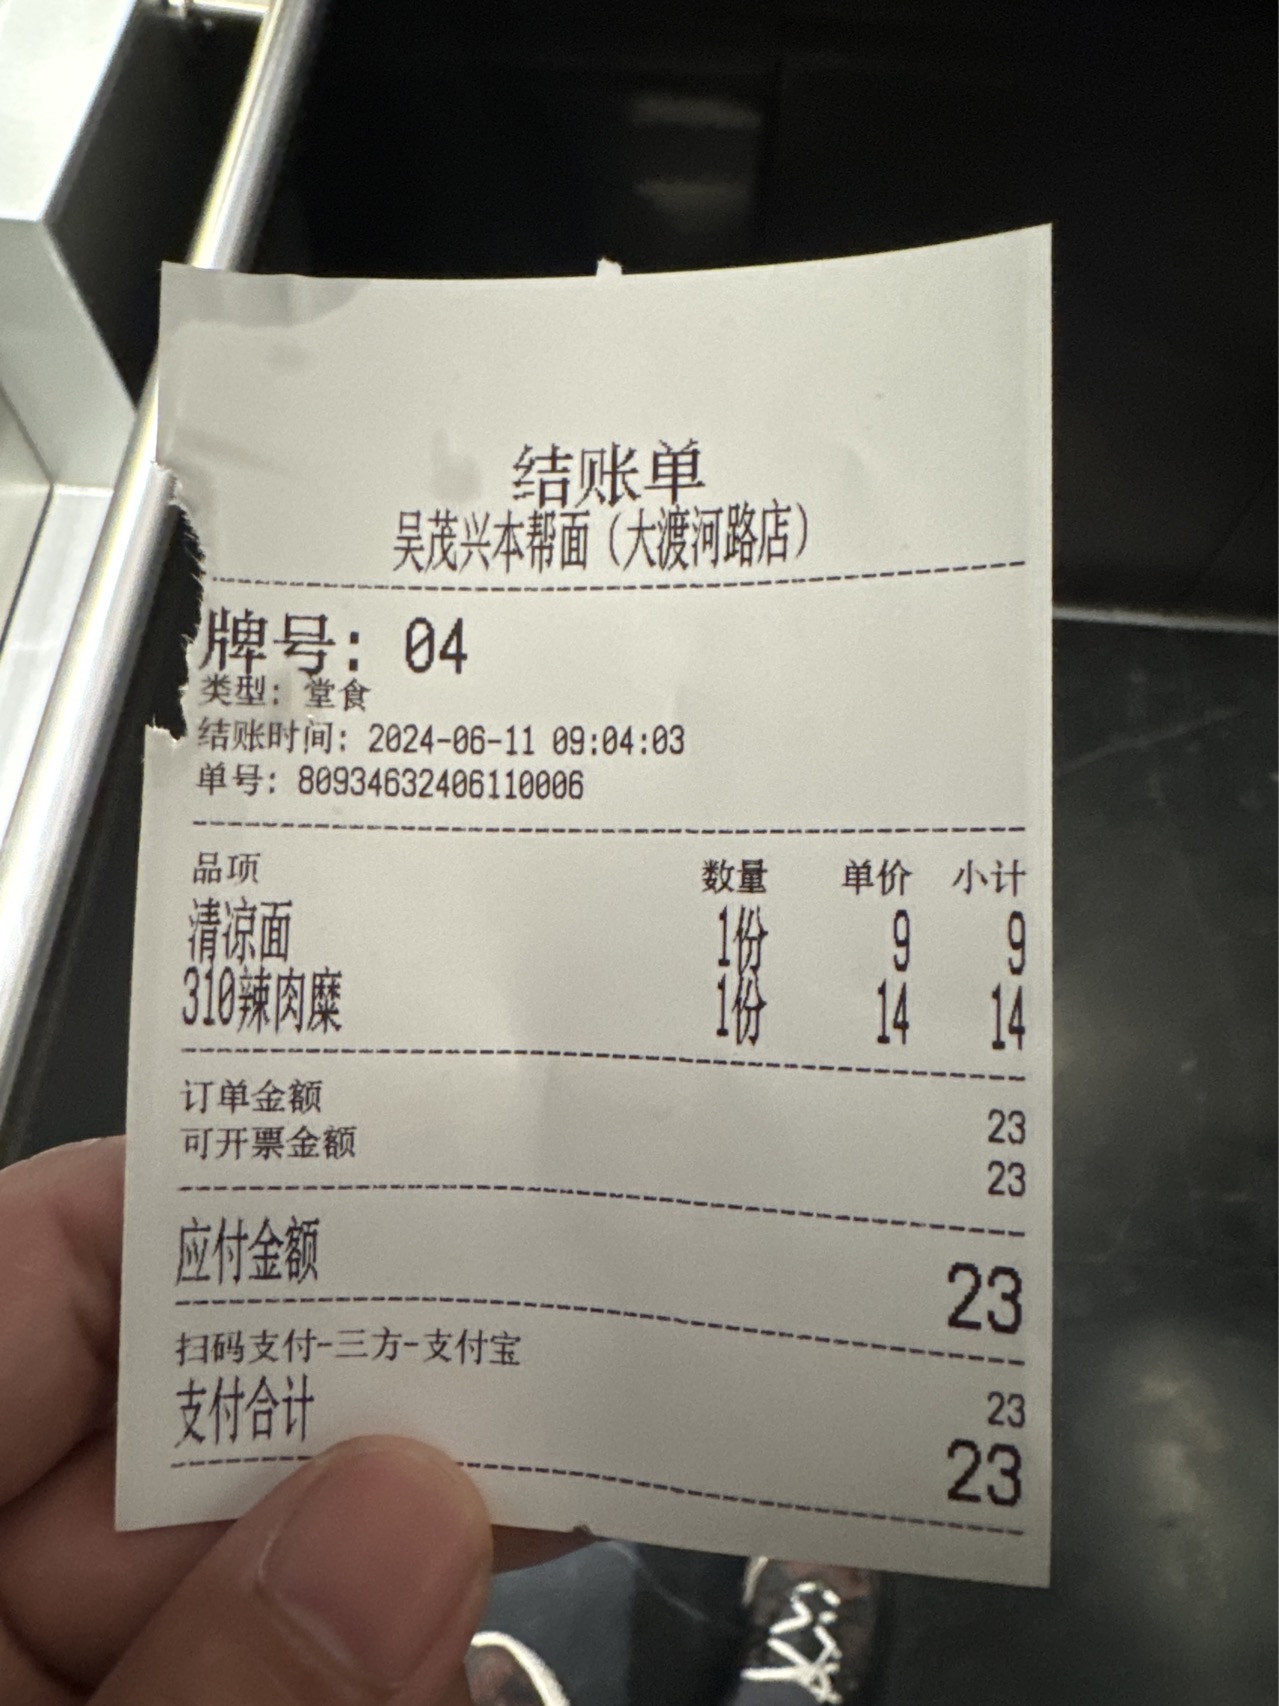 结账单
吴茂兴本帮面（大渡河路店）
牌号：04
类型：堂食
结账时间：2024-06-11 09:04:03
单号：80934632406110006
品项 数量 单价 小计
清凉面 1份 9 9
310辣肉糜 1份 14 14
订单金额 23
可开票金额 23
应付金额 23
扫码支付-三方-支付宝 23
支付合计 23